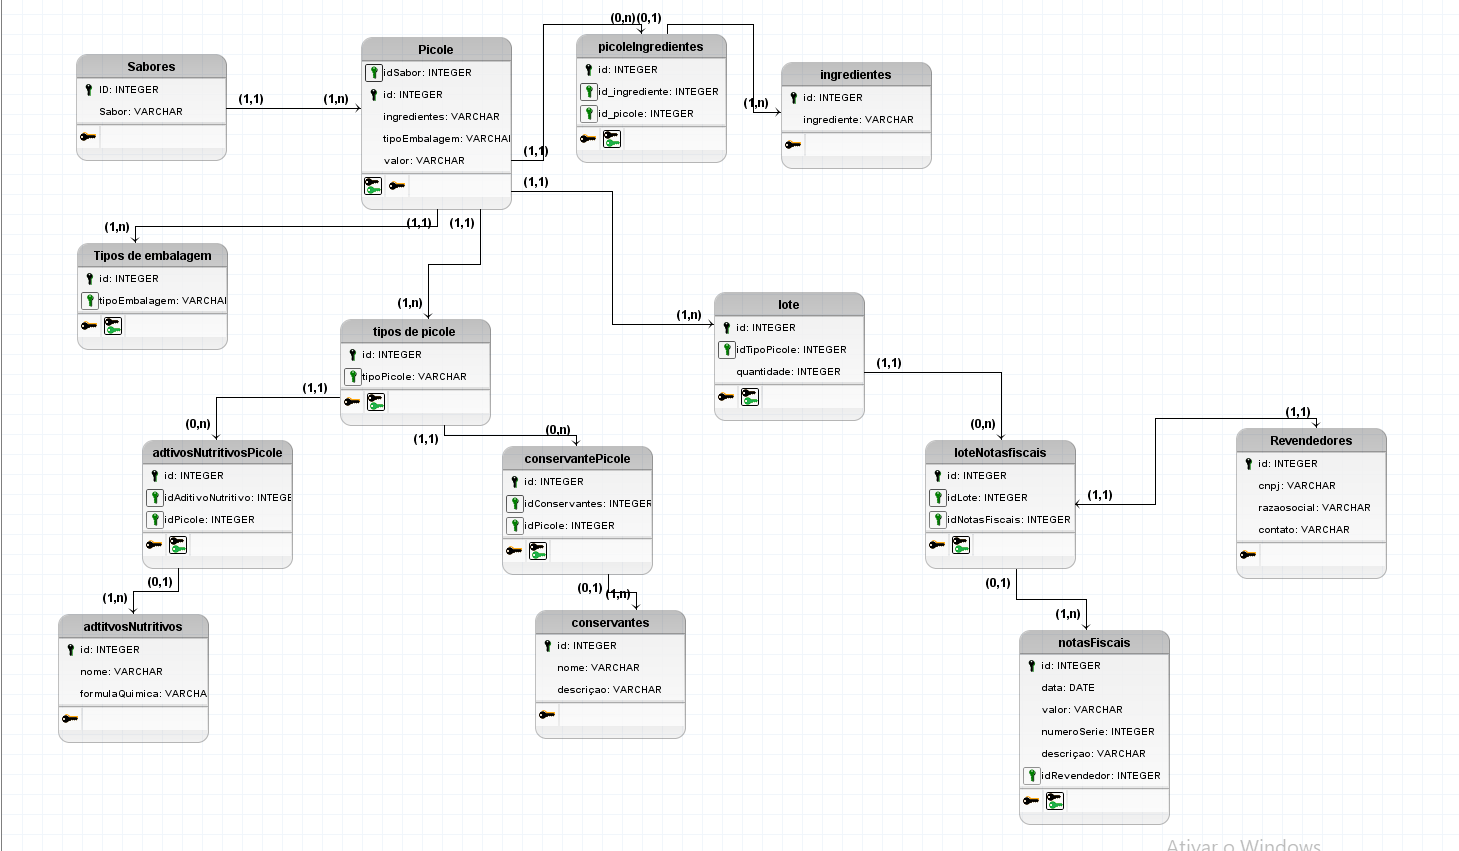 Sabores
ID: INTEGER
Sabor: VARCHAR
(1,1)
(1,n)
Picole
idSabor: INTEGER
id: INTEGER
ingredientes: VARCHAR
tipoEmbalagem: VARCHAI
valor: VARCHAR
(1,1)
(0,n)(0,1)
picoleIngredientes
id: INTEGER
id_ingrediente: INTEGER
id_picole: INTEGER
(1,n)
ingredientes
id: INTEGER
ingrediente: VARCHAR
(1,1)
(1,n)
(1,1)
(1,1)
(1,n)
Tipos de embalagem
id: INTEGER
tipoEmbalagem: VARCHAI
(1,n)
tipos de picole
id: INTEGER
tipoPicole: VARCHAR
(1,n)
lote
id: INTEGER
idTipoPicole: INTEGER
quantidade: INTEGER
(1,1)
(0,n)
(1,1)
(0,n)
adtivosNutritivosPicole
id: INTEGER
idAditivoNutritivo: INTEGE
idPicole: INTEGER
(0,1)
(1,n)
adtitvosNutritivos
id: INTEGER
nome: VARCHAR
formulaQuimica: VARCHA
(1,1)
(0,n)
conservantePicole
id: INTEGER
idConservantes: INTEGER
idPicole: INTEGER
(0,1)
(1,n)
conservantes
id: INTEGER
nome: VARCHAR
descriçao: VARCHAR
loteNotasfiscais
id: INTEGER
idLote: INTEGER
idNotasFiscais: INTEGER
(1,1)
(1,1)
Revendedores
id: INTEGER
cnpj: VARCHAR
razaosocial: VARCHAR
contato: VARCHAR
(0,1)
(1,n)
notasFiscais
id: INTEGER
data: DATE
valor: VARCHAR
numeroSerie: INTEGER
descriçao: VARCHAR
idRevendedor: INTEGER
Ativar o Windows